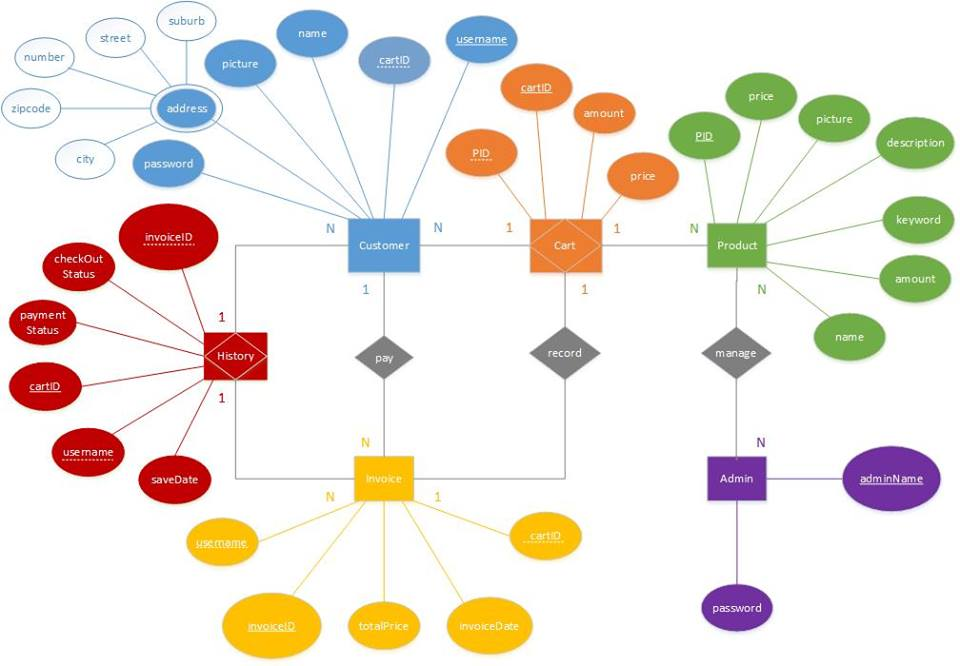 suburb
street
name
username
number
picture
cartID
zipcode
address
cartID
price
city
password
PID
amount
PID
picture
description
price
N
N
1
1
N
keyword
invoiceID
Customer
Cart
Product
checkOut
Status
amount
1
1
N
payment
Status
1
name
History
pay
record
manage
cartID
1
username
N
N
saveDate
Invoice
Admin
adminName
N
1
username
cartID
invoiceID
totalPrice
invoiceDate
password